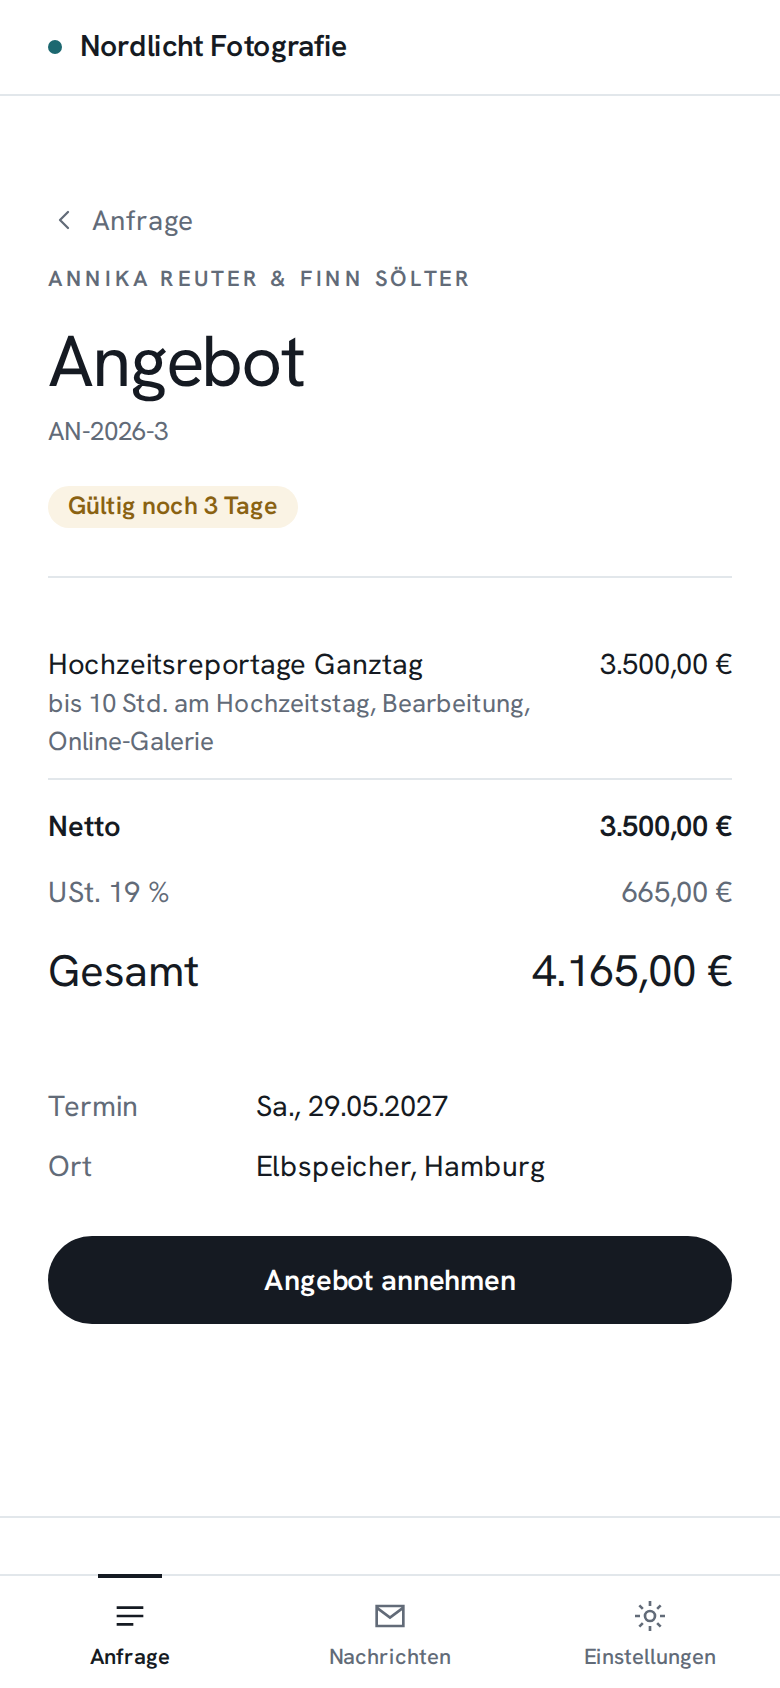 Nordlicht Fotografie
Anfrage
ANNIKA REUTER & FINN SÖLTER
Angebot
AN-2026-3
Gültig noch 3 Tage
Hochzeitsreportage Ganztag 3.500,00 €
bis 10 Std. am Hochzeitstag, Bearbeitung,
Online-Galerie
Netto 3.500,00 €
USt. 19 % 665,00 €
Gesamt 4.165,00 €
Termin Sa., 29.05.2027
Ort Elbspeicher, Hamburg
Angebot annehmen
Anfrage Nachrichten Einstellungen